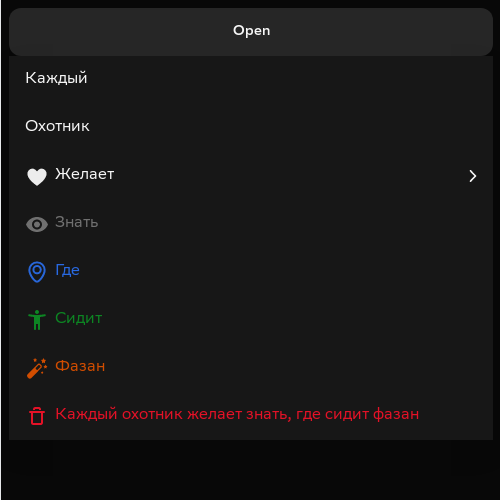 Open
Каждый
Охотник
Желает
Знать
Где
Сидит
Фазан
Каждый охотник желает знать, где сидит фазан